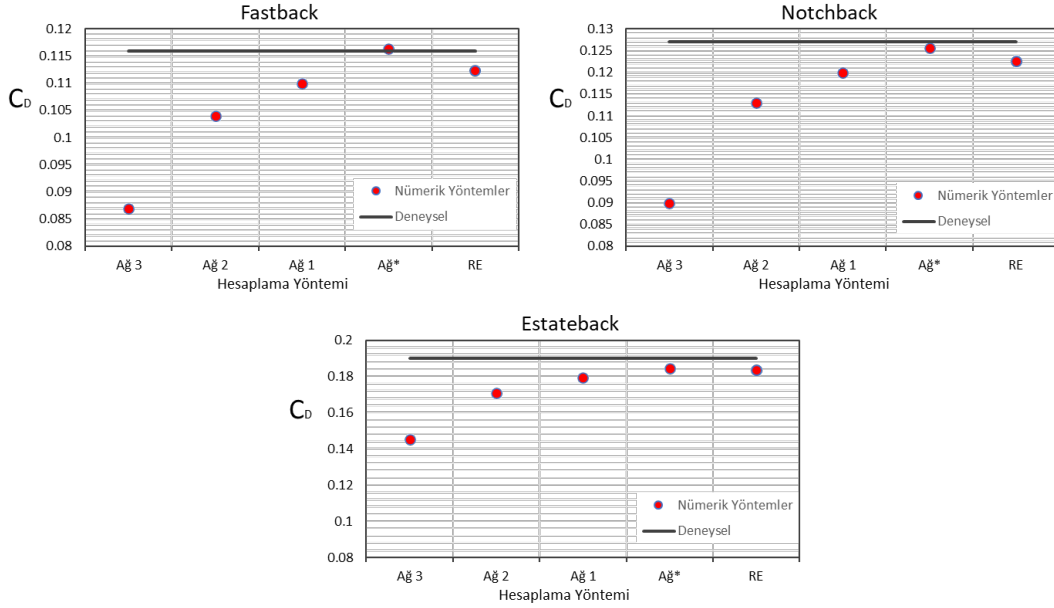 Fastback
0.12
0.115
0.11
0.105
0.1
0.095
0.09
0.085
0.08
CD
Nümerik Yöntemler
Deneysel
Ağ 3 Ağ 2 Ağ 1 Ağ* RE
Hesaplama Yöntemi
Notchback
0.13
0.125
0.12
0.115
0.11
0.105
0.1
0.095
0.09
0.085
0.08
CD
Nümerik Yöntemler
Deneysel
Ağ 3 Ağ 2 Ağ 1 Ağ* RE
Hesaplama Yöntemi
Estateback
0.2
0.18
0.16
0.14
0.12
0.1
0.08
CD
Nümerik Yöntemler
Deneysel
Ağ 3 Ağ 2 Ağ 1 Ağ* RE
Hesaplama Yöntemi